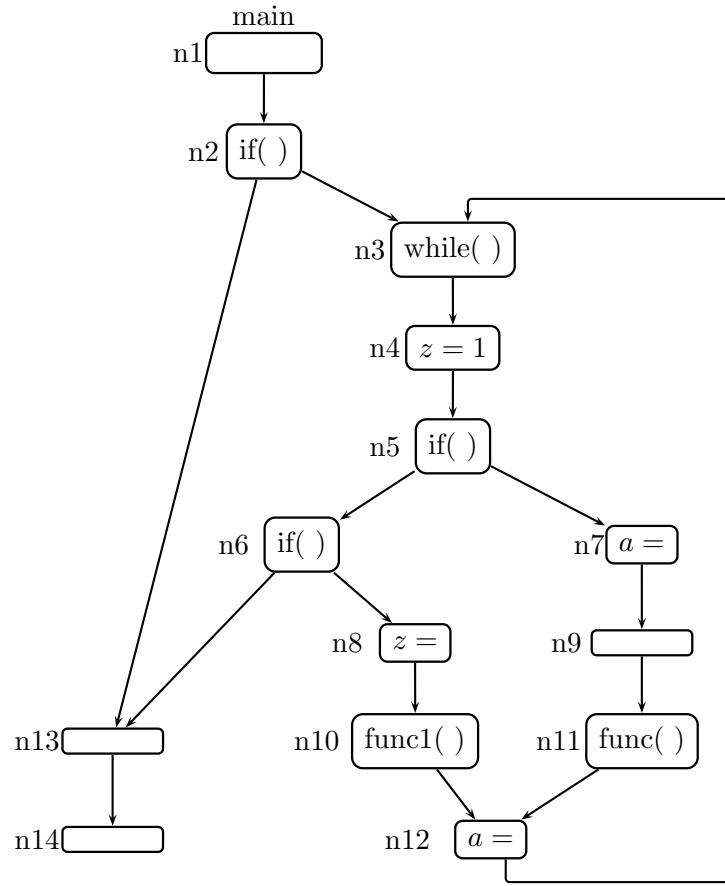 main
n1
n2 if( )
n3 while( )
n4 z = 1
n5 if( )
n6 if( )
n7 a =
n8 z =
n9
n10 func1( )
n11 func( )
n12 a =
n13
n14